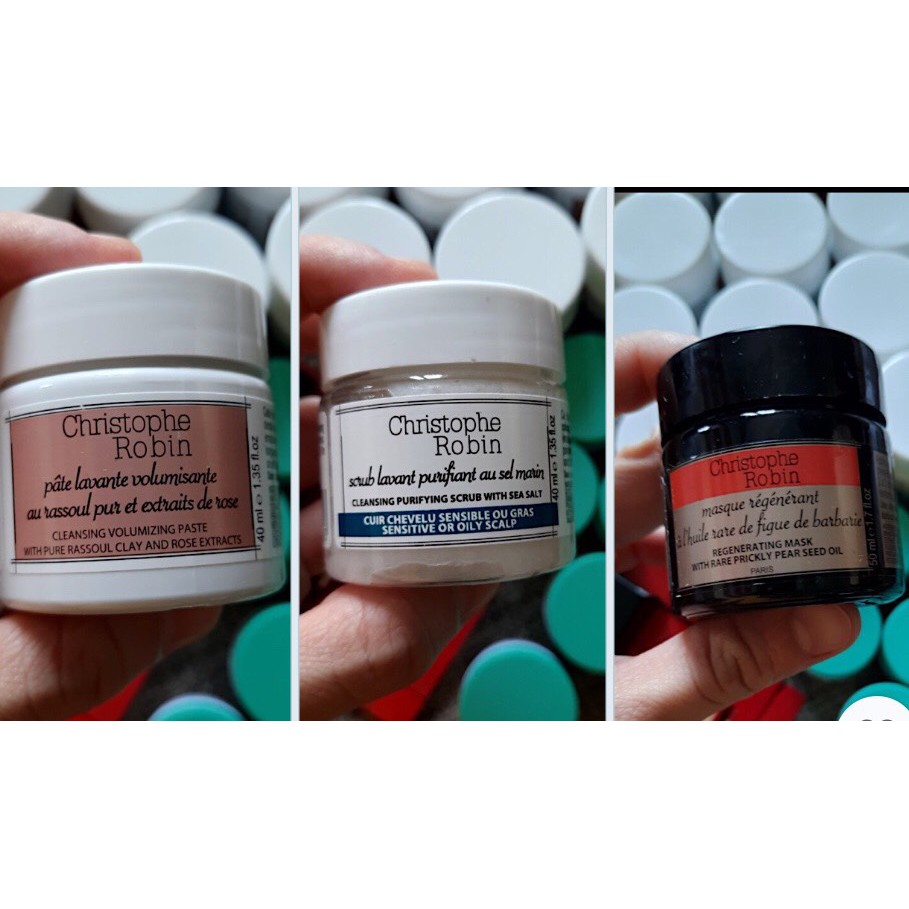 Christophe
Robin
pâte lavante volumisante
au rassoul pur et extraits de rose
CLEANSING VOLUMIZING PASTE
WITH PURE RASSOUL CLAY AND ROSE EXTRACTS
40 ml e 1.35 fl.oz
Christophe
Robin
scrub lavant purifiant au sel marin
CLEANSING PURIFYING SCRUB WITH SEA SALT
CUIR CHEVELU SENSIBLE OU GRAS
SENSITIVE OR OILY SCALP
40 ml e 1.35 fl.oz
Christophe
Robin
masque régénérant
à l'huile rare de figue de barbarie
REGENERATING MASK
WITH RARE PRICKLY PEAR SEED OIL
PARIS
50 ml e 1.7 fl.oz